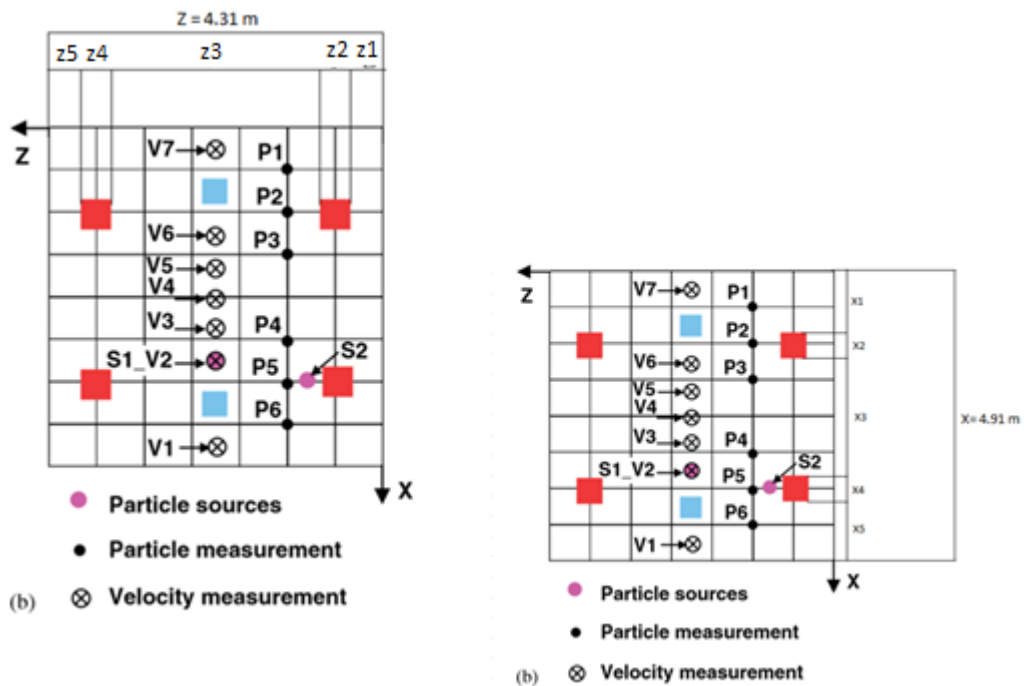 Z = 4.31 m
z5 z4 z3 z2 z1
Z
V7
P1
P2
V6
P3
V5
V4
V3
P4
S1_V2
P5
S2
P6
V1
X
Particle sources
Particle measurement
(b) Velocity measurement
Z
V7
P1
X1
P2
X2
V6
P3
V5
V4
X3
X= 4.91 m
V3
P4
S1_V2
P5
S2
X4
P6
X5
V1
X
Particle sources
Particle measurement
(b) Velocity measurement